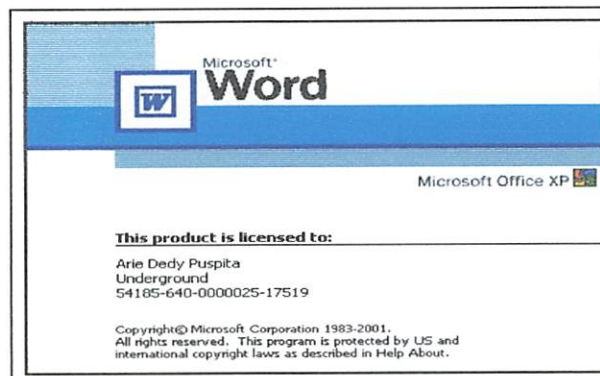 Microsoft®
Word
Microsoft Office XP
This product is licensed to:
Arie Dedy Puspita
Underground
54185-640-0000025-17519
Copyright© Microsoft Corporation 1983-2001.
All rights reserved. This program is protected by US and
international copyright laws as described in Help About.